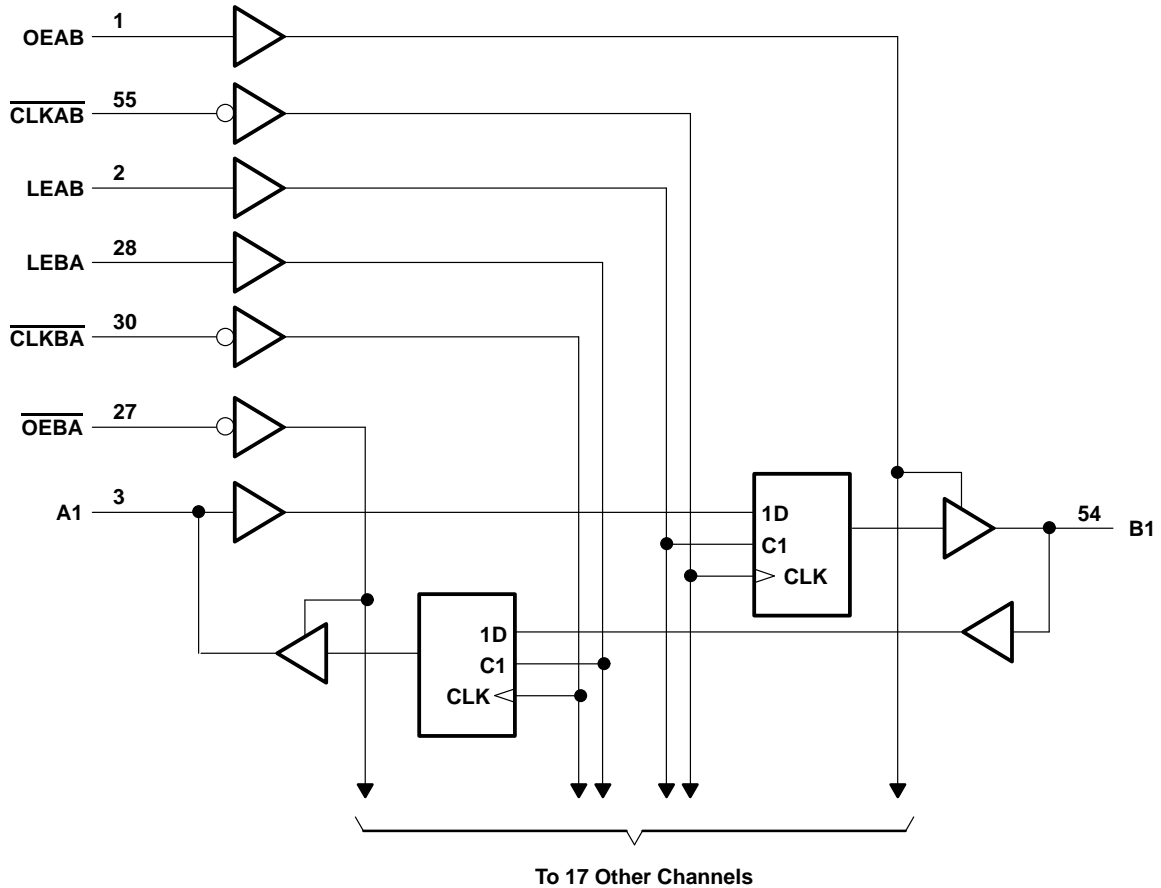 OEAB 1
CLKAB 55
LEAB 2
LEBA 28
CLKBA 30
OEBA 27
A1 3
1D
C1
CLK
54 B1
1D
C1
CLK
To 17 Other Channels